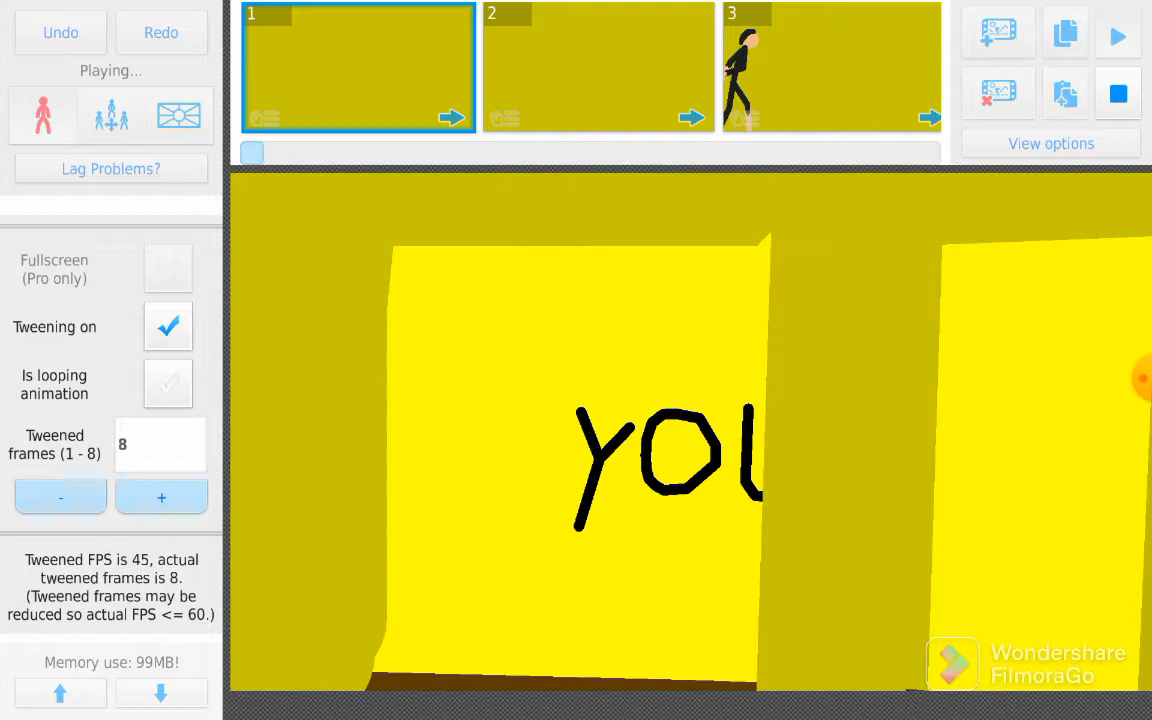 Undo
Redo
Playing...
Lag Problems?
Fullscreen
(Pro only)
Tweening on
Is looping
animation
Tweened
frames (1 - 8)
8
-
+
Tweened FPS is 45, actual
tweened frames is 8.
(Tweened frames may be
reduced so actual FPS <= 60.)
Memory use: 99MB!
1
2
3
View options
YOU
Wondershare
FilmoraGo